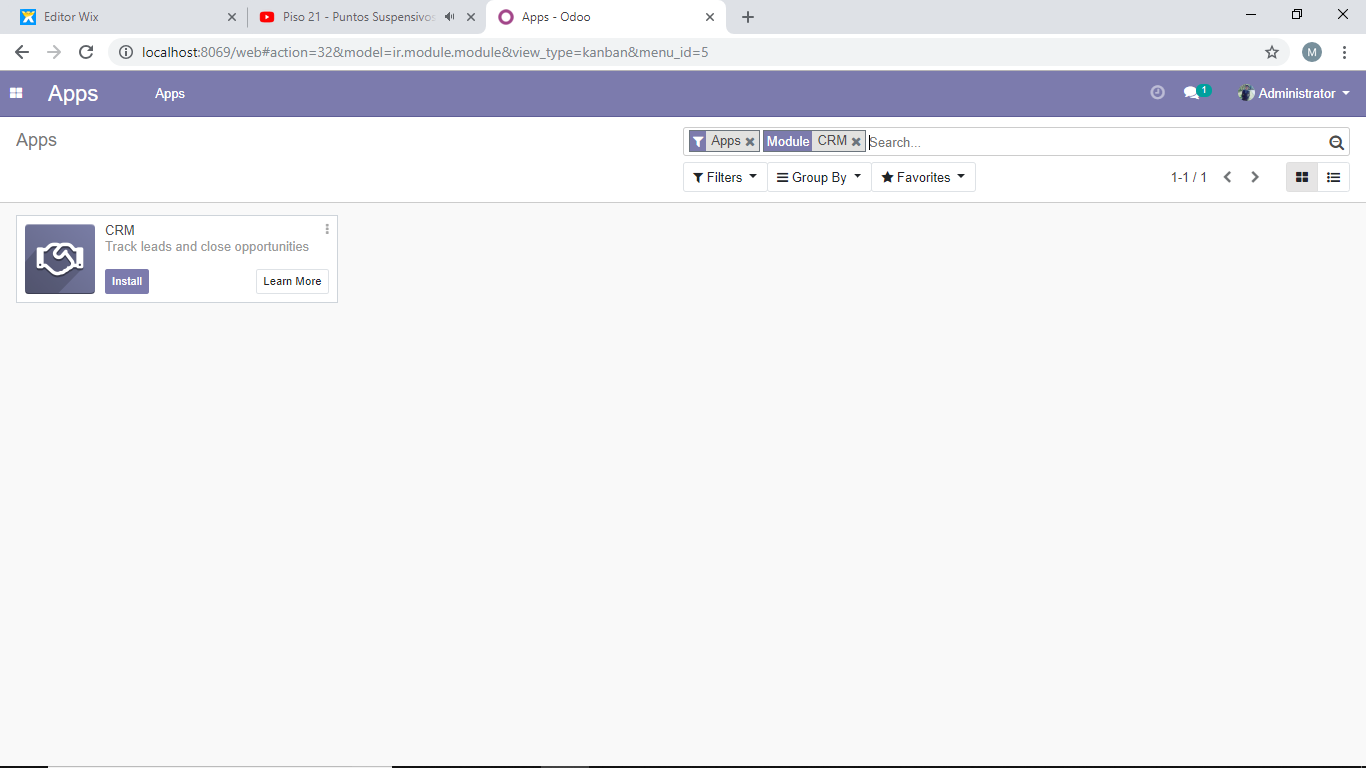 Editor Wix
Piso 21 - Puntos Suspensivos
Apps - Odoo
localhost:8069/web#action=32&model=ir.module.module&view_type=kanban&menu_id=5
M
Apps
Apps
1
Administrator
Apps
Apps
Module CRM
Search...
Filters
Group By
Favorites
1-1 / 1
CRM
Track leads and close opportunities
Install
Learn More